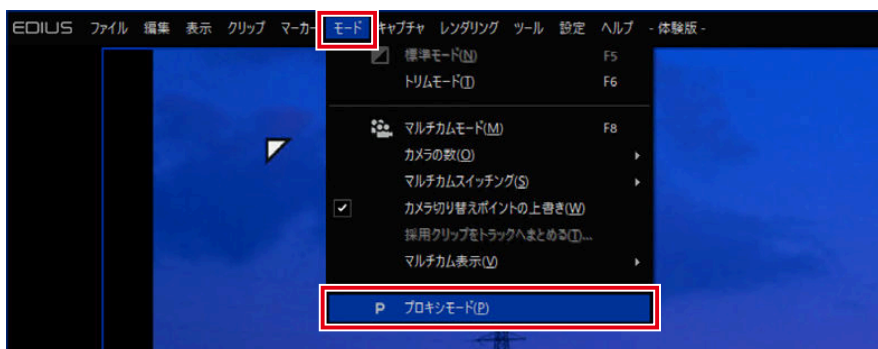 EDIUS ファイル 編集 表示 クリップ マーカー モード キャプチャ レンダリング ツール 設定 ヘルプ - 体験版 -
標準モード(N) F5
トリムモード(T) F6
マルチカムモード(M) F8
カメラの数(O)
マルチカムスイッチング(S)
カメラ切り替えポイントの上書き(W)
採用クリップをトラックへまとめる(T)...
マルチカム表示(V)
P プロキシモード(P)